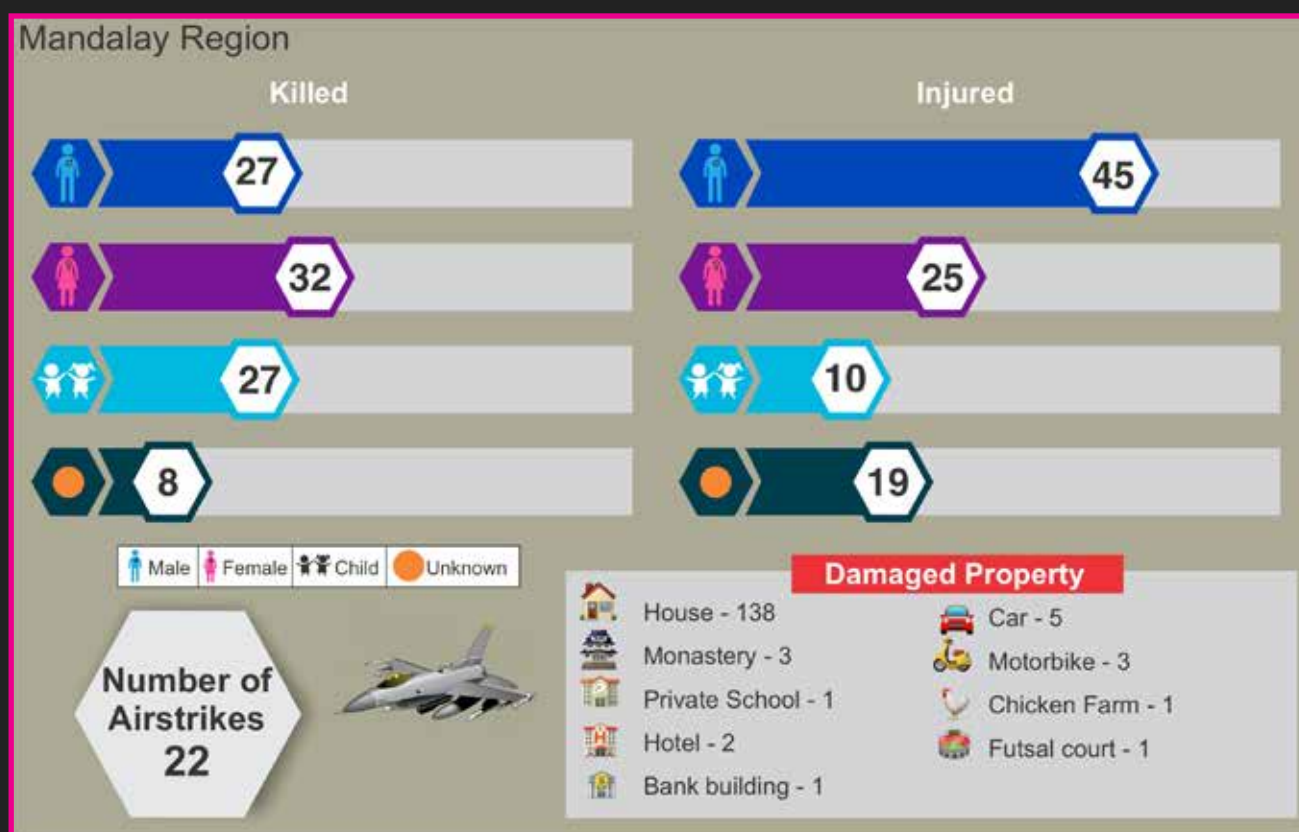 Mandalay Region
Killed
27
32
27
8
Injured
45
25
10
19
Male Female Child Unknown
Number of
Airstrikes
22
Damaged Property
House - 138
Monastery - 3
Private School - 1
Hotel - 2
Bank building - 1
Car - 5
Motorbike - 3
Chicken Farm - 1
Futsal court - 1